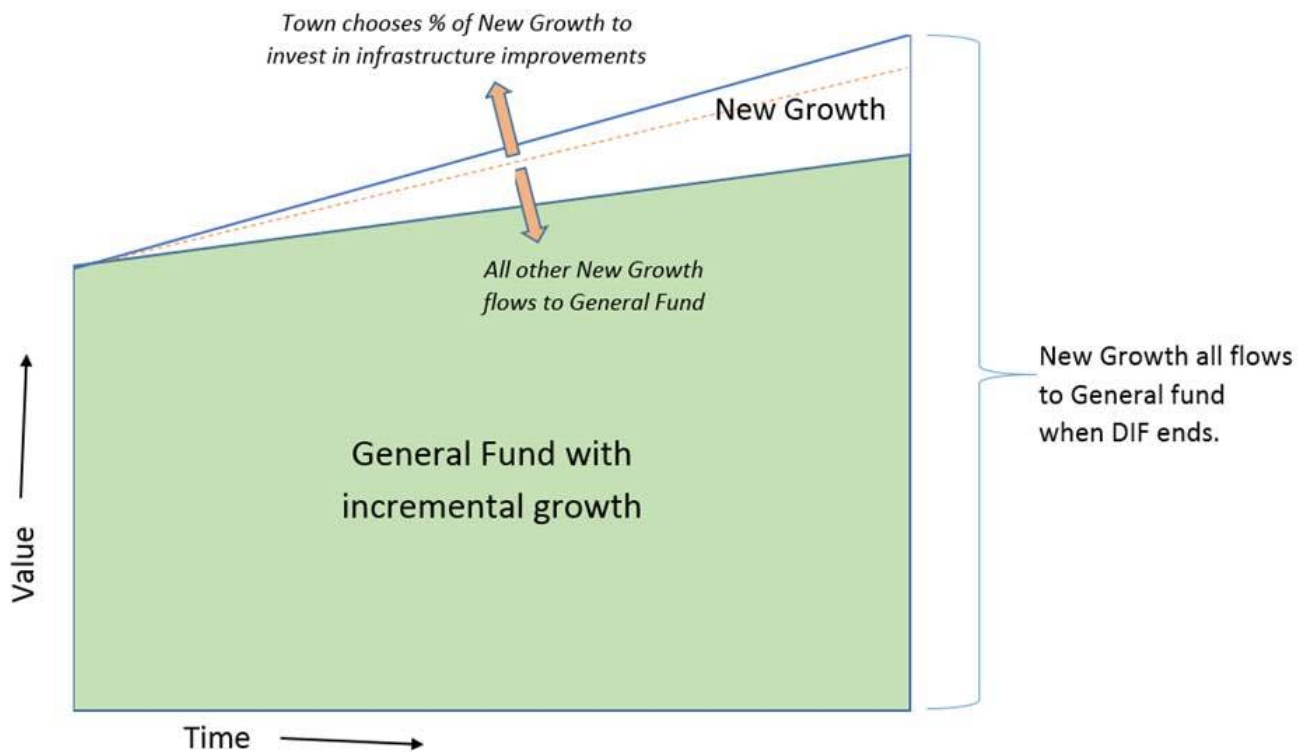 Town chooses % of New Growth to
invest in infrastructure improvements
New Growth
All other New Growth
flows to General Fund
New Growth all flows
to General fund
when DIF ends.
General Fund with
incremental growth
Value
Time